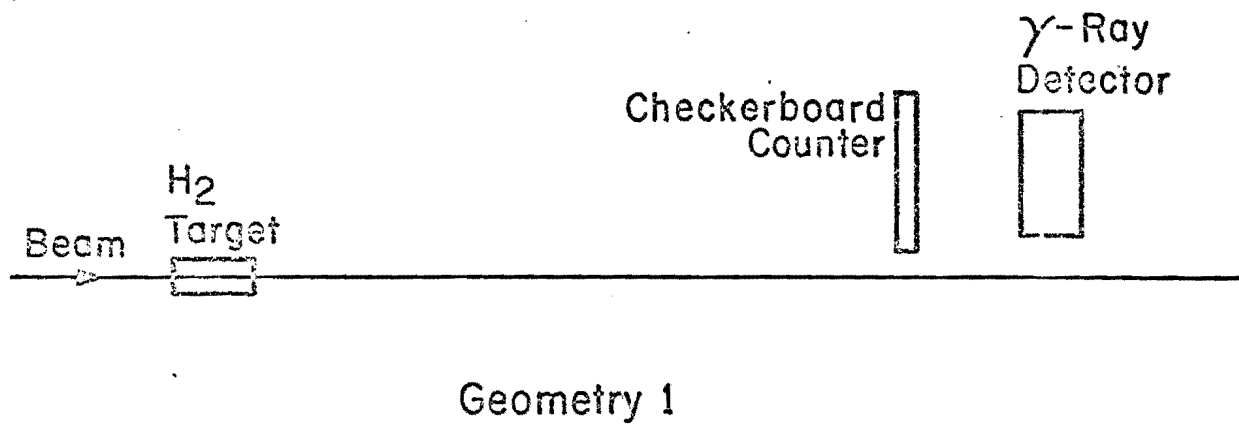 γ-Ray
Detector
Checkerboard
Counter
H2
Target
Beam
Geometry 1